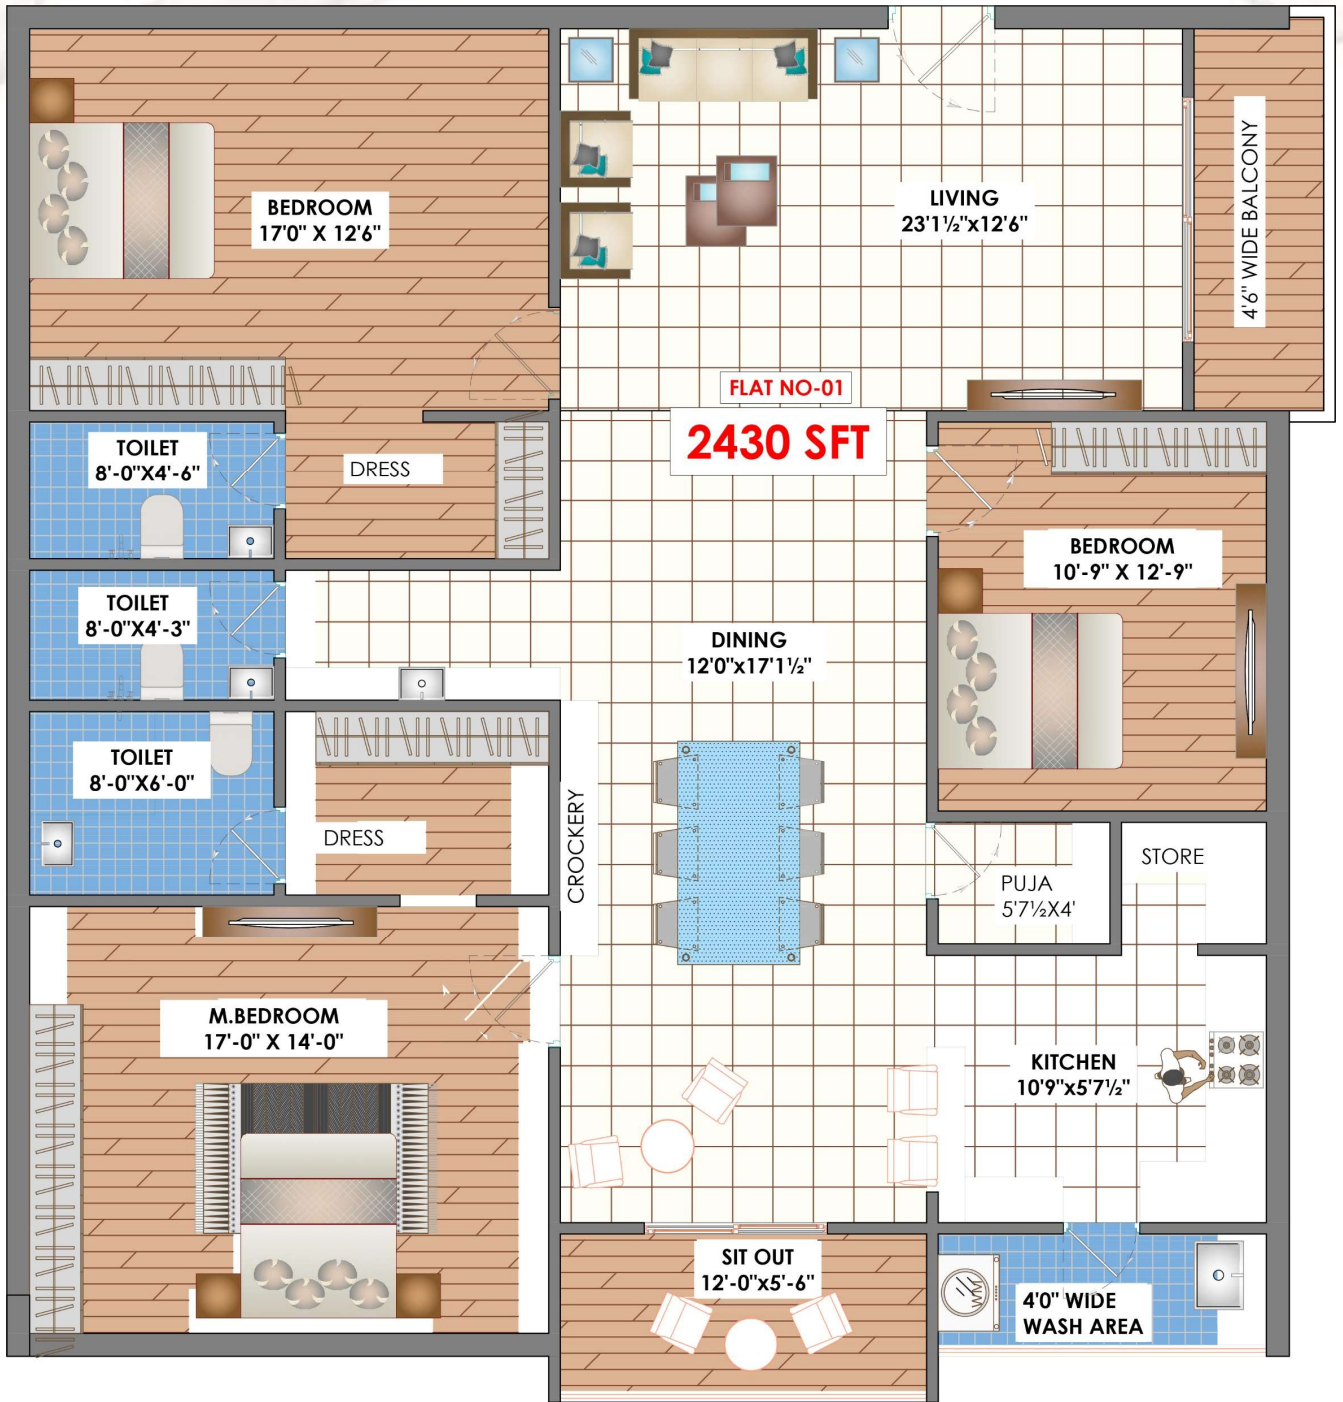 BEDROOM
17'0" X 12'6"
LIVING
23'1½"x12'6"
4'6" WIDE BALCONY
FLAT NO-01
2430 SFT
TOILET
8'-0"X4'-6"
DRESS
BEDROOM
10'-9" X 12'-9"
TOILET
8'-0"X4'-3"
DINING
12'0"x17'1½"
TOILET
8'-0"X6'-0"
DRESS
CROCKERY
STORE
PUJA
5'7½X4'
M.BEDROOM
17'-0" X 14'-0"
KITCHEN
10'9"x5'7½"
SIT OUT
12'-0"x5'-6"
4'0" WIDE
WASH AREA